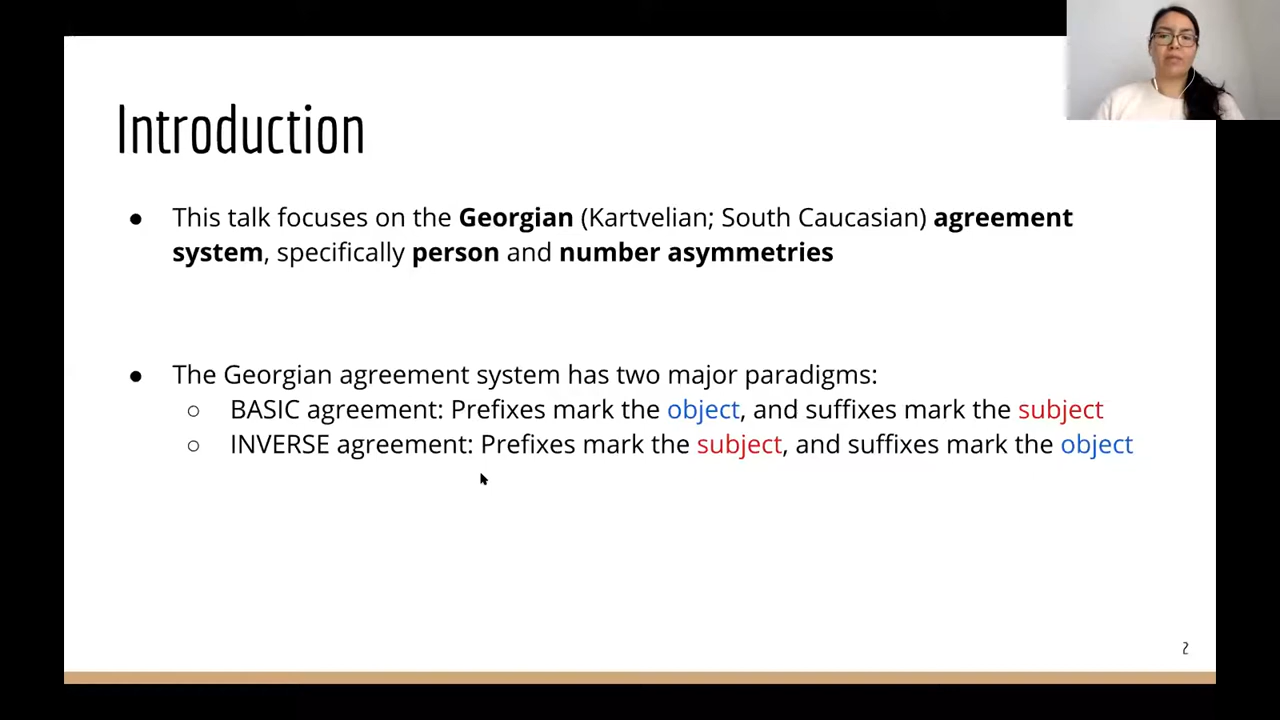 Introduction
● This talk focuses on the Georgian (Kartvelian; South Caucasian) agreement
system, specifically person and number asymmetries
● The Georgian agreement system has two major paradigms:
○ BASIC agreement: Prefixes mark the object, and suffixes mark the subject
○ INVERSE agreement: Prefixes mark the subject, and suffixes mark the object
2